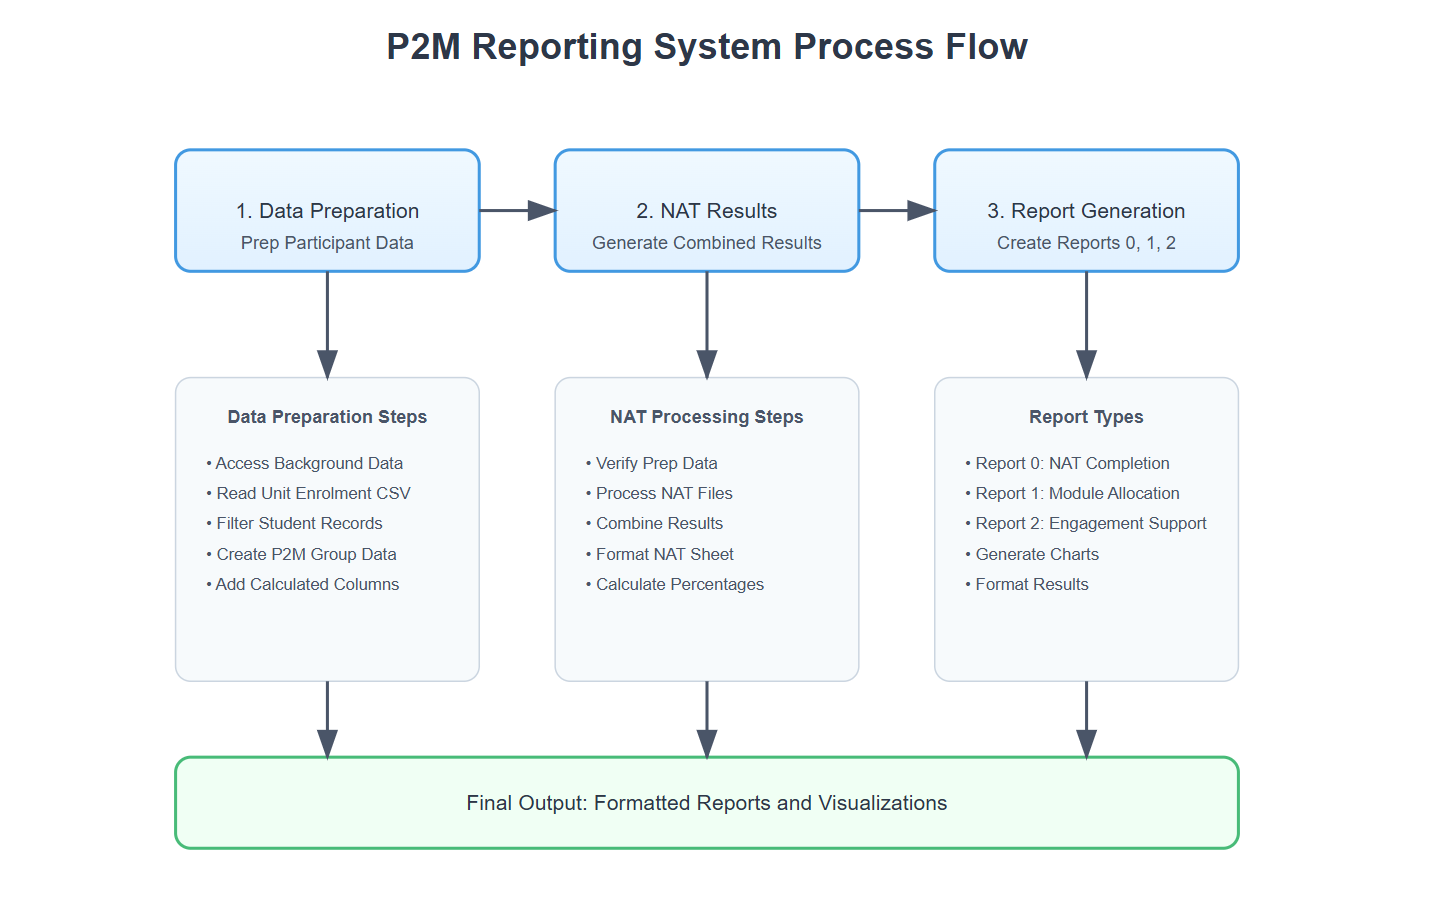 P2M Reporting System Process Flow
1. Data Preparation
Prep Participant Data
2. NAT Results
Generate Combined Results
3. Report Generation
Create Reports 0, 1, 2
Data Preparation Steps
• Access Background Data
• Read Unit Enrolment CSV
• Filter Student Records
• Create P2M Group Data
• Add Calculated Columns
NAT Processing Steps
• Verify Prep Data
• Process NAT Files
• Combine Results
• Format NAT Sheet
• Calculate Percentages
Report Types
• Report 0: NAT Completion
• Report 1: Module Allocation
• Report 2: Engagement Support
• Generate Charts
• Format Results
Final Output: Formatted Reports and Visualizations